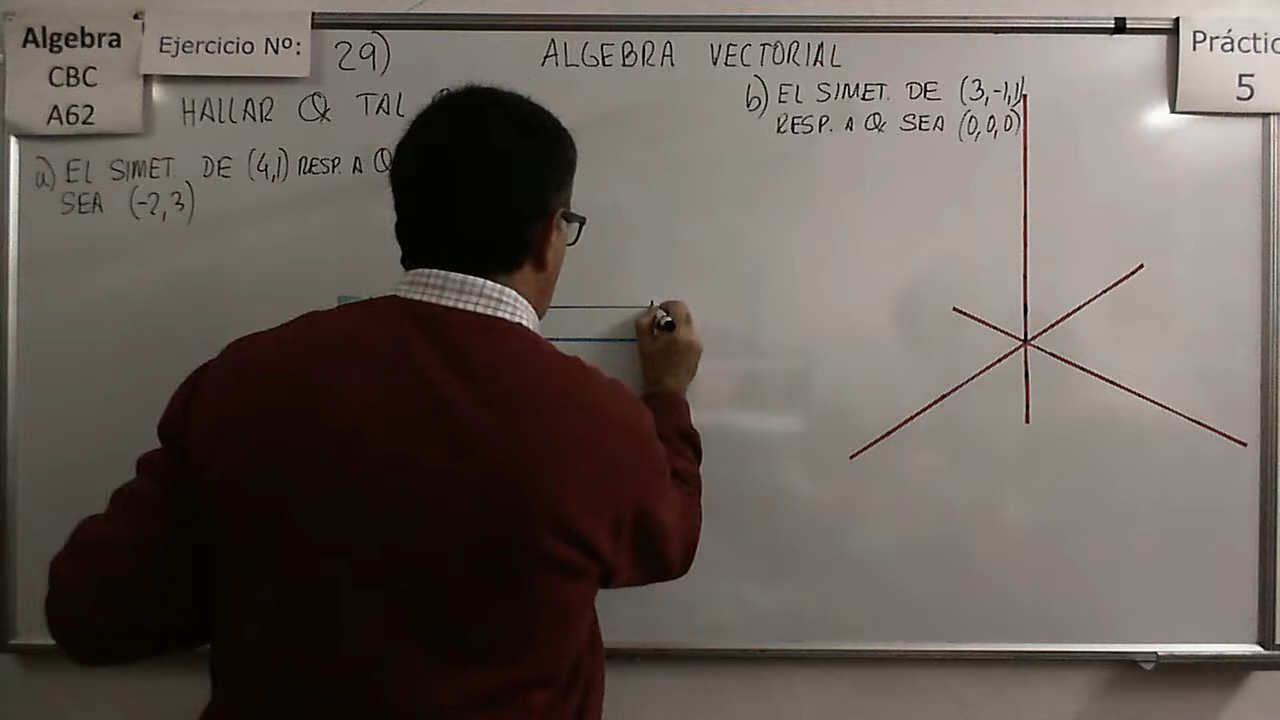 Algebra
CBC
A62
Ejercicio Nº:
29)
ALGEBRA VECTORIAL
Práctic
5
HALLAR Q TAL
a) EL SIMET. DE (4,1) RESP. A Q
SEA (-2,3)
b) EL SIMET. DE (3,-1,1)
RESP. A Q SEA (0,0,0)